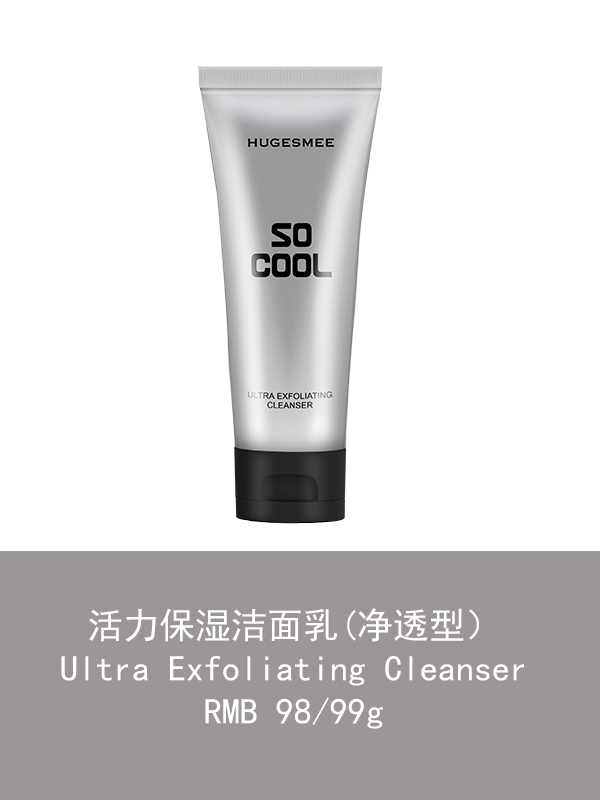 HUGESMEE
SO
COOL
ULTRA EXFOLIATING
CLEANSER
活力保湿洁面乳(净透型)
Ultra Exfoliating Cleanser
RMB 98/99g